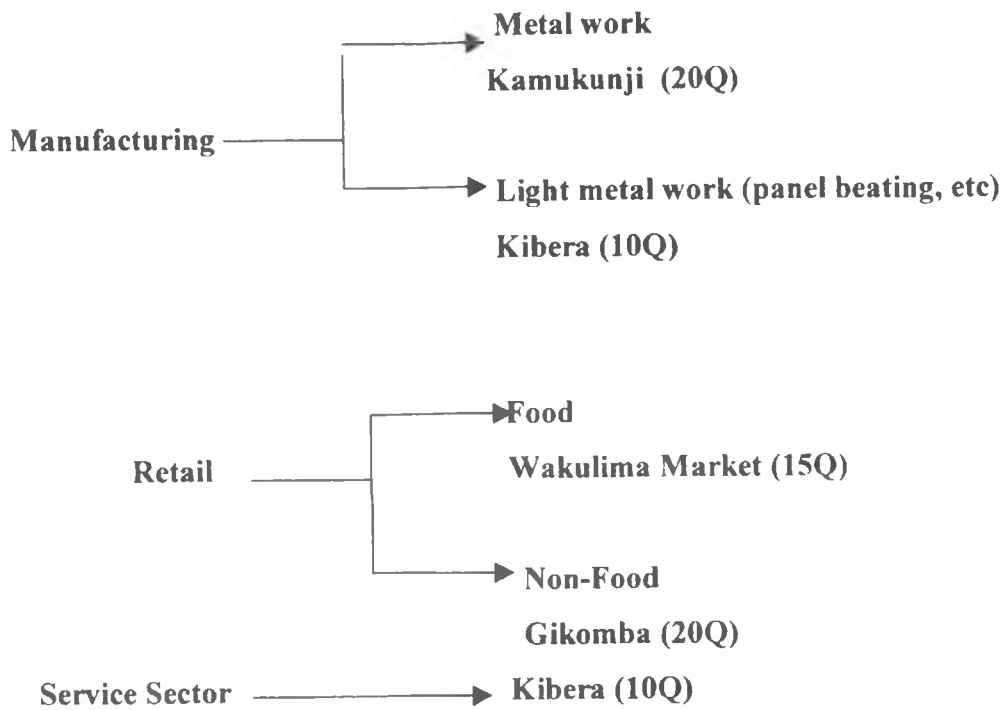 Metal work
Kamukunji (20Q)
Manufacturing
Light metal work (panel beating, etc)
Kibera (10Q)
Food
Retail
Wakulima Market (15Q)
Non-Food
Gikomba (20Q)
Service Sector
Kibera (10Q)